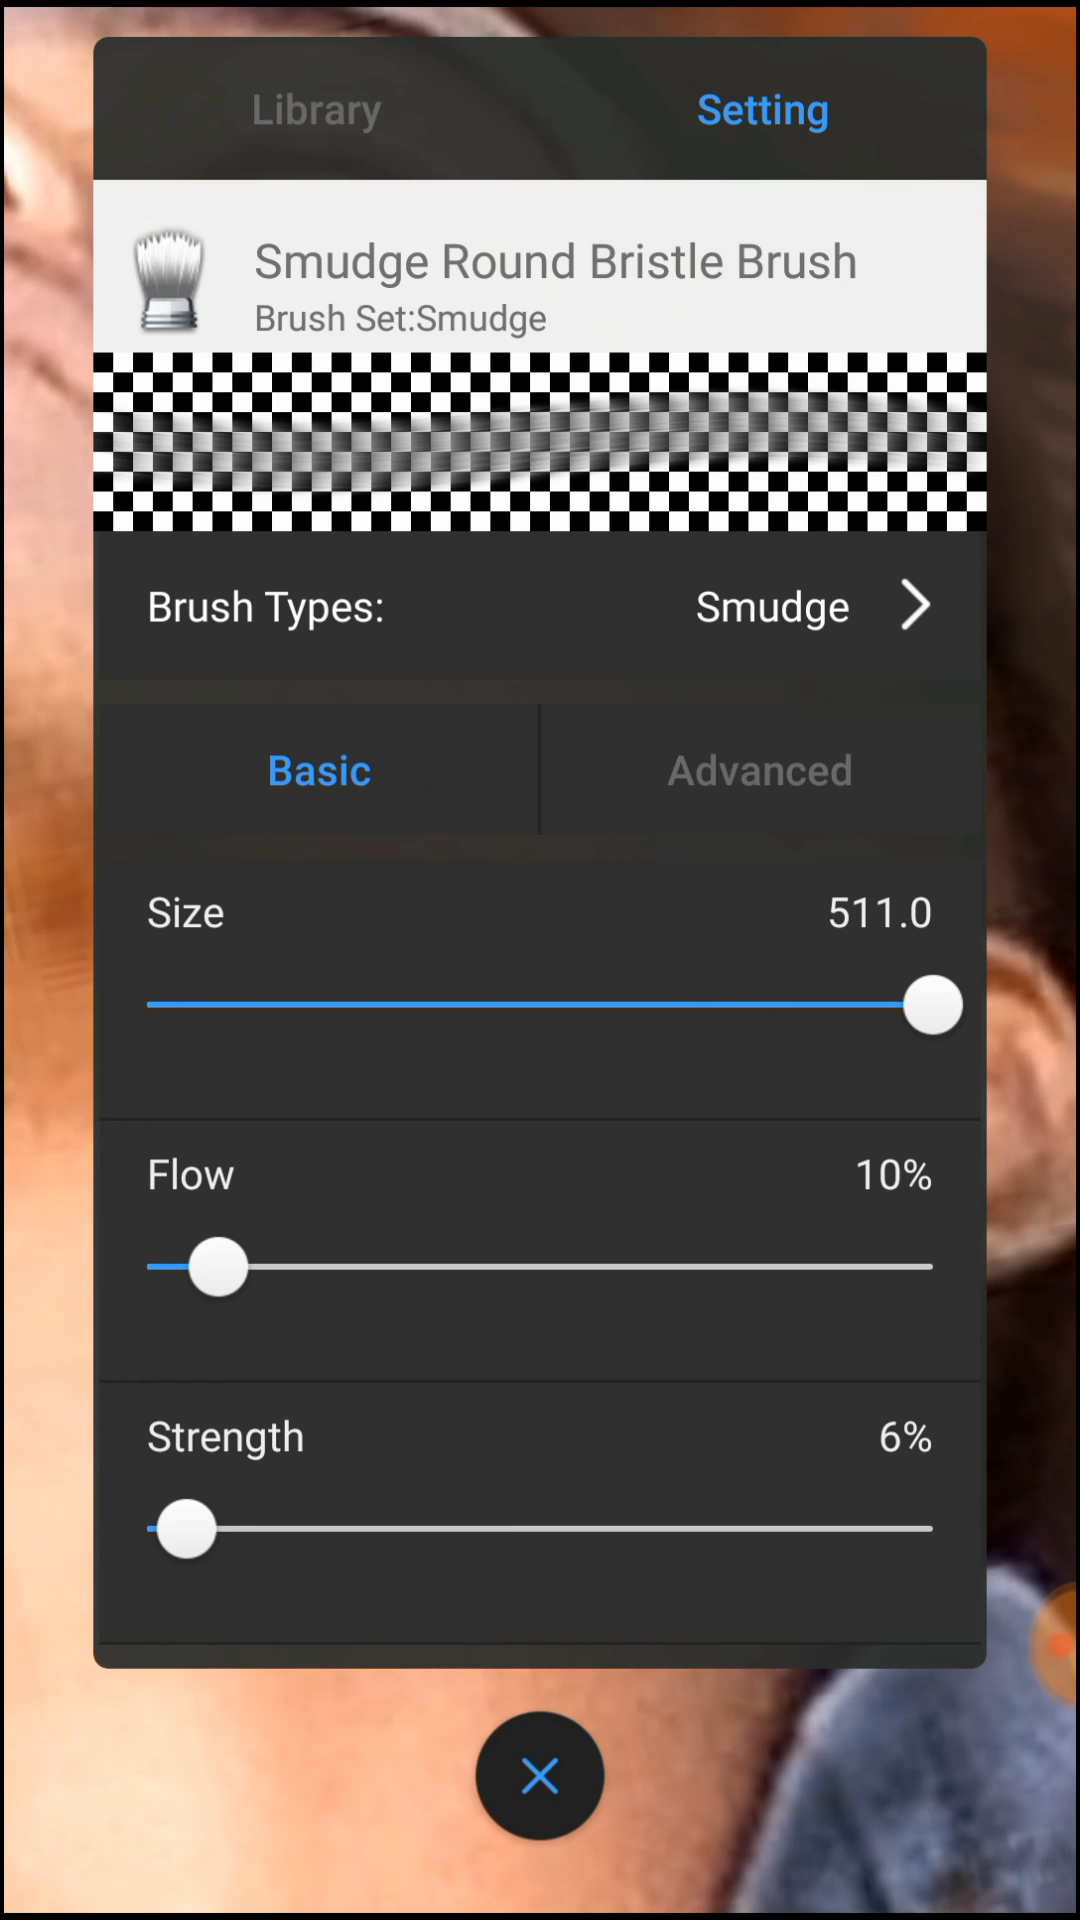 Library
Setting
Smudge Round Bristle Brush
Brush Set:Smudge
Brush Types:
Smudge
Basic
Advanced
Size
511.0
Flow
10%
Strength
6%